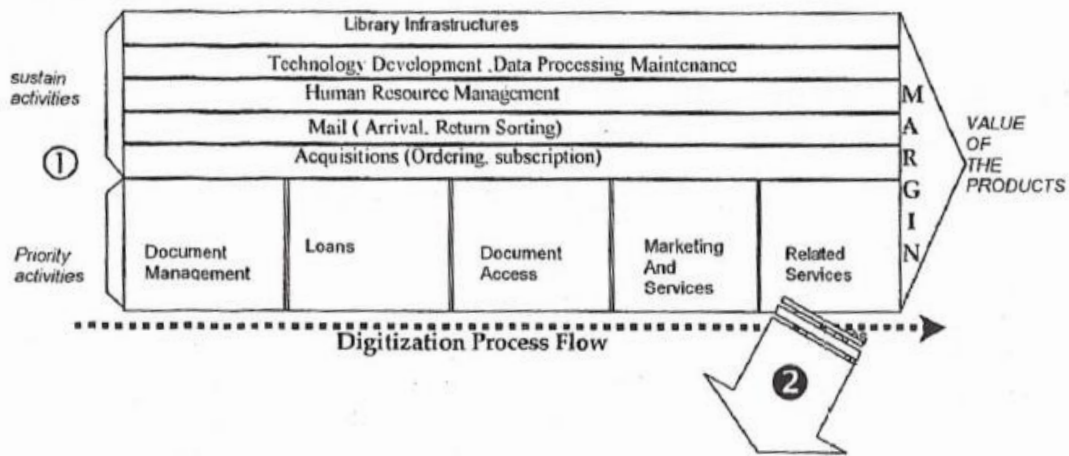 Library Infrastructures
Technology Development ,Data Processing Maintenance
Human Resource Management
Mail ( Arrival, Return Sorting)
Acquisitions (Ordering, subscription)
sustain
activities
①
Priority
activities
Document
Management
Loans
Document
Access
Marketing
And
Services
Related
Services
MARGIN
VALUE
OF
THE
PRODUCTS
Digitization Process Flow
❷